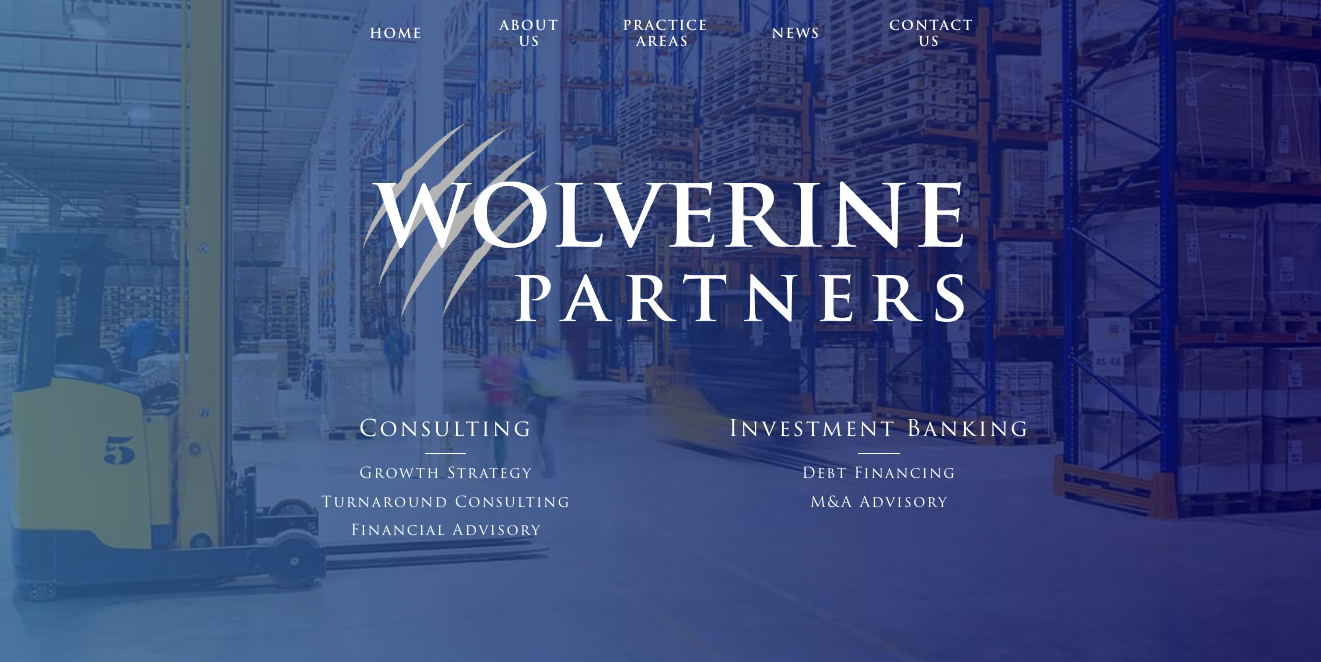 HOME
ABOUT
US
PRACTICE
AREAS
NEWS
CONTACT
US
WOLVERINE
PARTNERS
CONSULTING
GROWTH STRATEGY
TURNAROUND CONSULTING
FINANCIAL ADVISORY
INVESTMENT BANKING
DEBT FINANCING
M&A ADVISORY
5